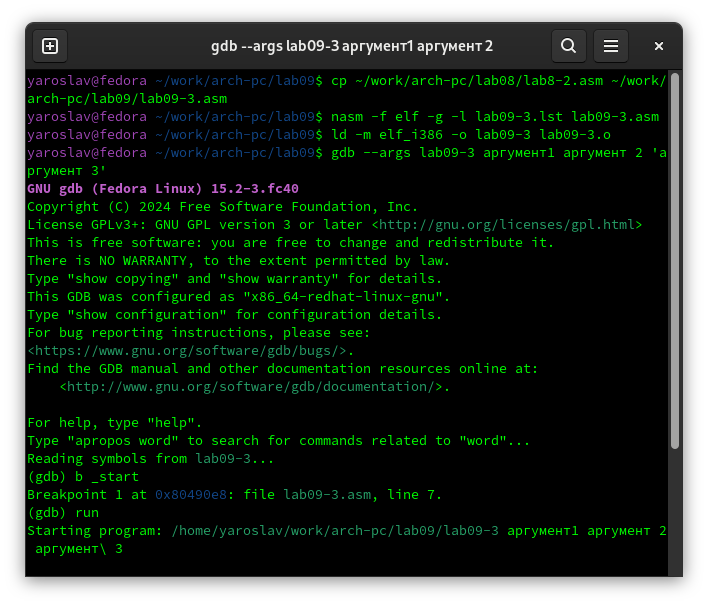 gdb --args lab09-3 аргумент1 аргумент 2
yaroslav@fedora ~/work/arch-pc/lab09$ cp ~/work/arch-pc/lab08/lab8-2.asm ~/work/
arch-pc/lab09/lab09-3.asm
yaroslav@fedora ~/work/arch-pc/lab09$ nasm -f elf -g -l lab09-3.lst lab09-3.asm
yaroslav@fedora ~/work/arch-pc/lab09$ ld -m elf_i386 -o lab09-3 lab09-3.o
yaroslav@fedora ~/work/arch-pc/lab09$ gdb --args lab09-3 аргумент1 аргумент 2 'а
ргумент 3'
GNU gdb (Fedora Linux) 15.2-3.fc40
Copyright (C) 2024 Free Software Foundation, Inc.
License GPLv3+: GNU GPL version 3 or later <http://gnu.org/licenses/gpl.html>
This is free software: you are free to change and redistribute it.
There is NO WARRANTY, to the extent permitted by law.
Type "show copying" and "show warranty" for details.
This GDB was configured as "x86_64-redhat-linux-gnu".
Type "show configuration" for configuration details.
For bug reporting instructions, please see:
<https://www.gnu.org/software/gdb/bugs/>.
Find the GDB manual and other documentation resources online at:
    <http://www.gnu.org/software/gdb/documentation/>.
For help, type "help".
Type "apropos word" to search for commands related to "word"...
Reading symbols from lab09-3...
(gdb) b _start
Breakpoint 1 at 0x80490e8: file lab09-3.asm, line 7.
(gdb) run
Starting program: /home/yaroslav/work/arch-pc/lab09/lab09-3 аргумент1 аргумент 2
 аргумент\ 3